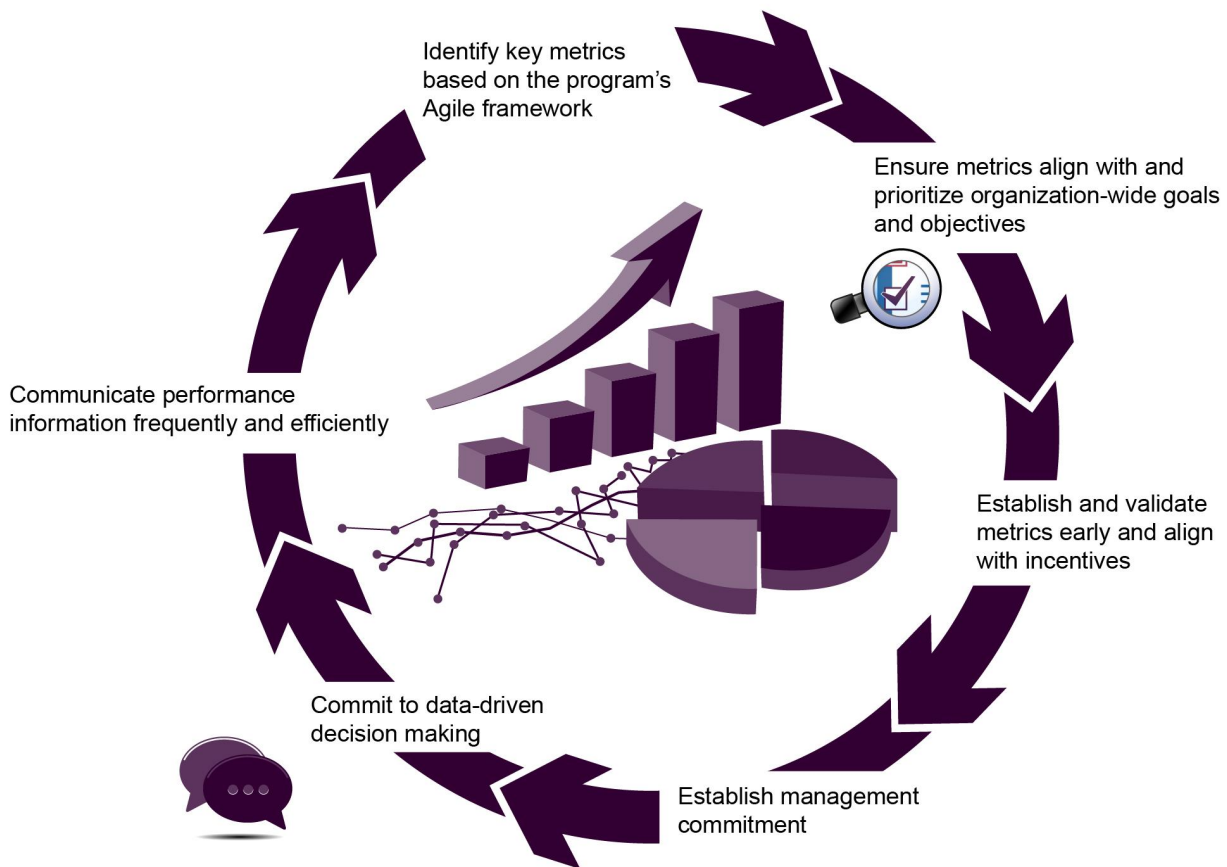 Identify key metrics
based on the program’s
Agile framework
Ensure metrics align with and
prioritize organization-wide goals
and objectives
Establish and validate
metrics early and align
with incentives
Establish management
commitment
Commit to data-driven
decision making
Communicate performance
information frequently and efficiently